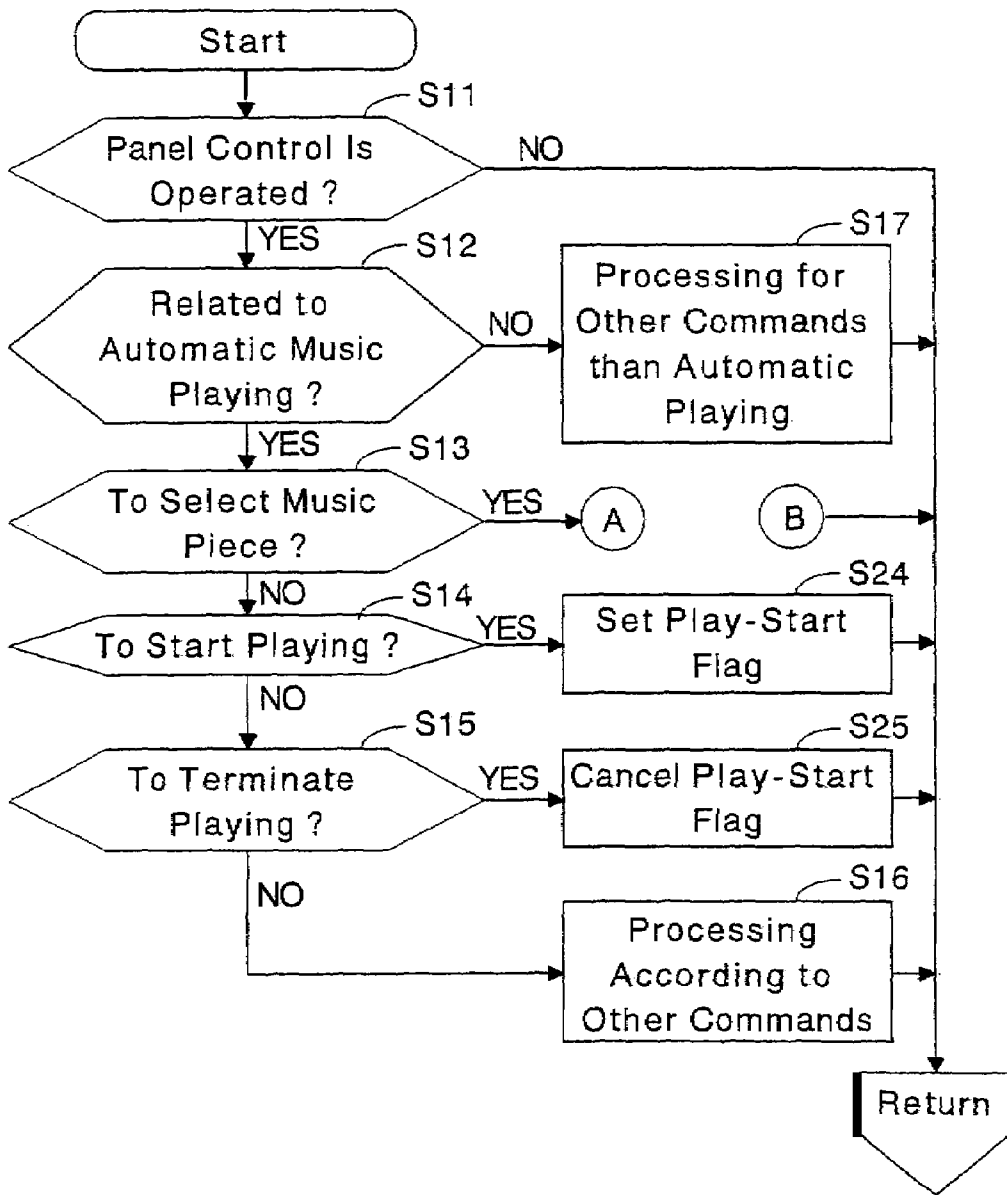 Start
S11
Panel Control Is
Operated ?
NO
YES
S12
Related to
Automatic Music
Playing ?
NO
S17
Processing for
Other Commands
than Automatic
Playing
YES
S13
To Select Music
Piece ?
YES
A
B
NO
S14
To Start Playing ?
YES
S24
Set Play-Start
Flag
NO
S15
To Terminate
Playing ?
YES
S25
Cancel Play-Start
Flag
NO
S16
Processing
According to
Other Commands
Return